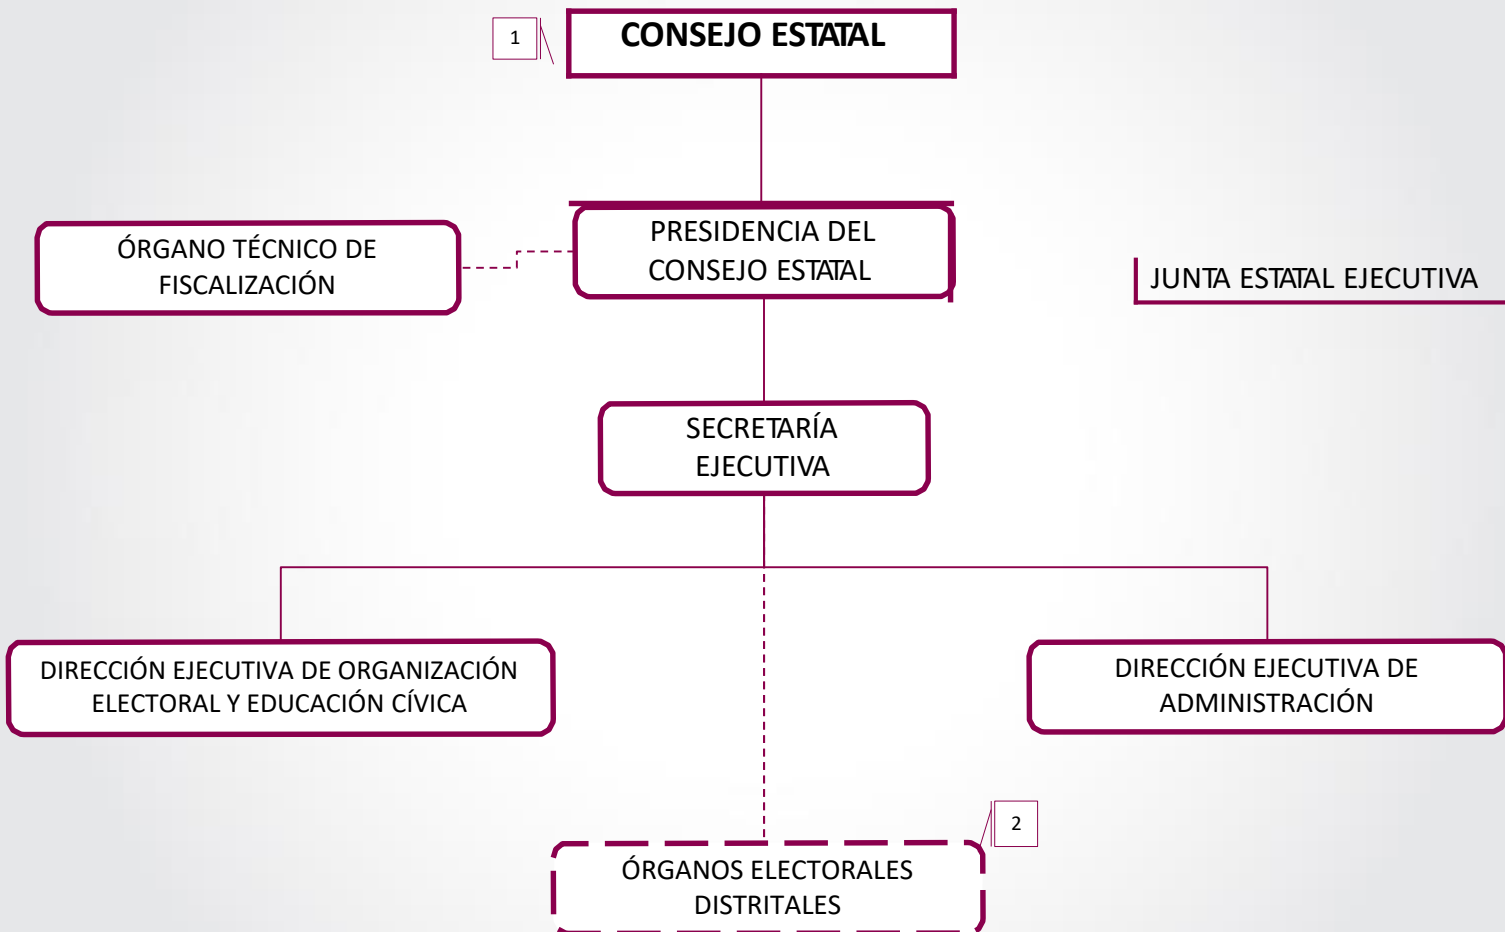 1
CONSEJO ESTATAL
PRESIDENCIA DEL
CONSEJO ESTATAL
ÓRGANO TÉCNICO DE
FISCALIZACIÓN
JUNTA ESTATAL EJECUTIVA
SECRETARÍA
EJECUTIVA
DIRECCIÓN EJECUTIVA DE ORGANIZACIÓN
ELECTORAL Y EDUCACIÓN CÍVICA
DIRECCIÓN EJECUTIVA DE
ADMINISTRACIÓN
2
ÓRGANOS ELECTORALES
DISTRITALES